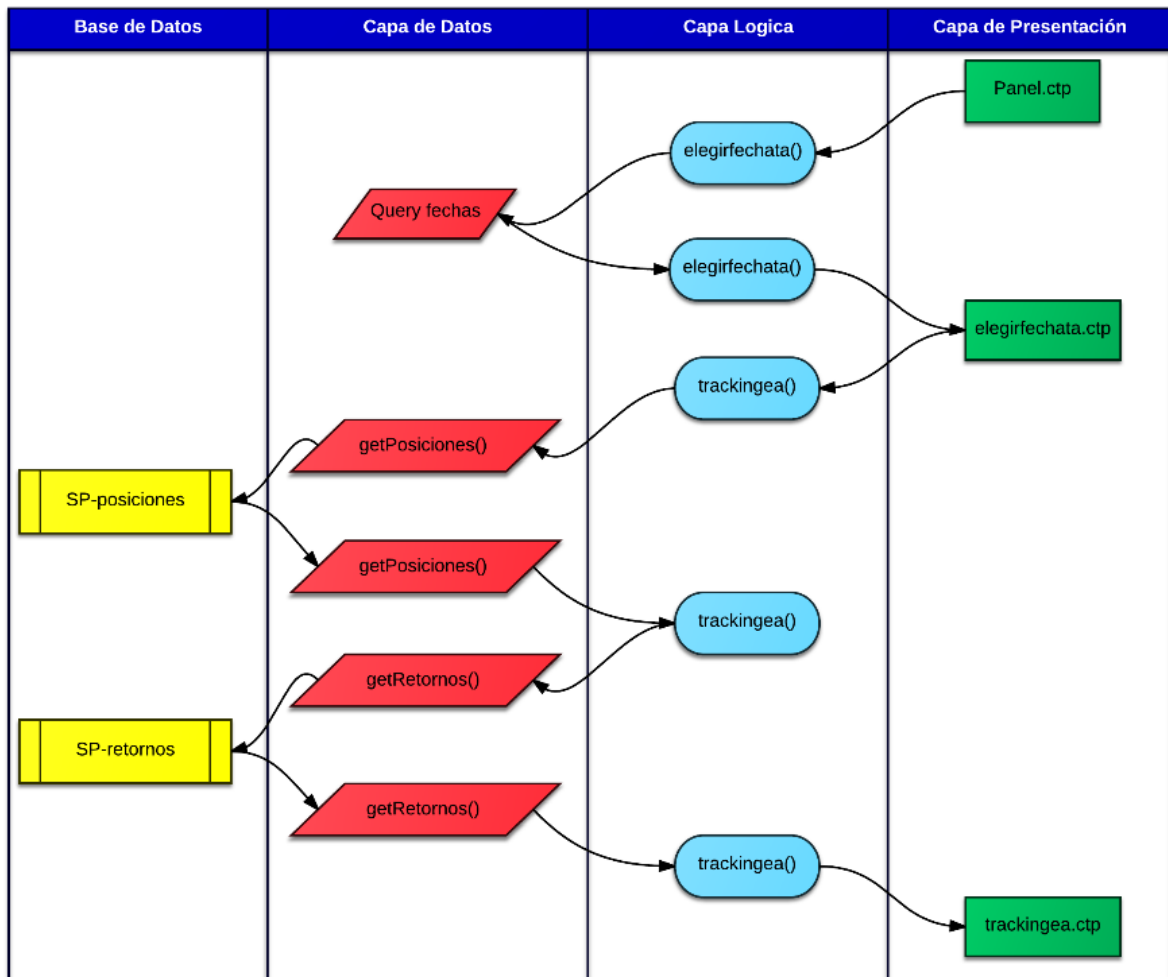 Base de Datos
Capa de Datos
Capa Logica
Capa de Presentación
Panel.ctp
elegirfechata()
Query fechas
elegirfechata()
elegirfechata.ctp
trackingea()
getPosiciones()
SP-posiciones
getPosiciones()
trackingea()
getRetornos()
SP-retornos
getRetornos()
trackingea()
trackingea.ctp